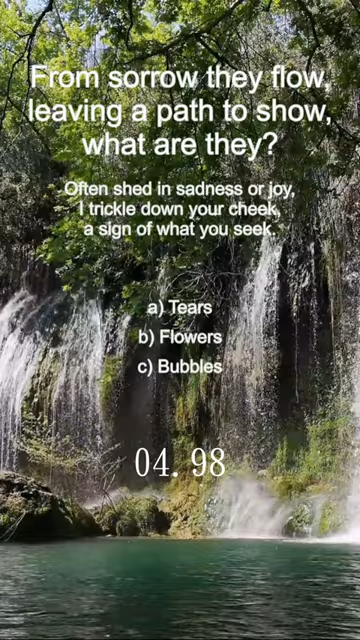 From sorrow they flow,
leaving a path to show,
what are they?
Often shed in sadness or joy,
I trickle down your cheek,
a sign of what you seek.
a) Tears
b) Flowers
c) Bubbles
04.98